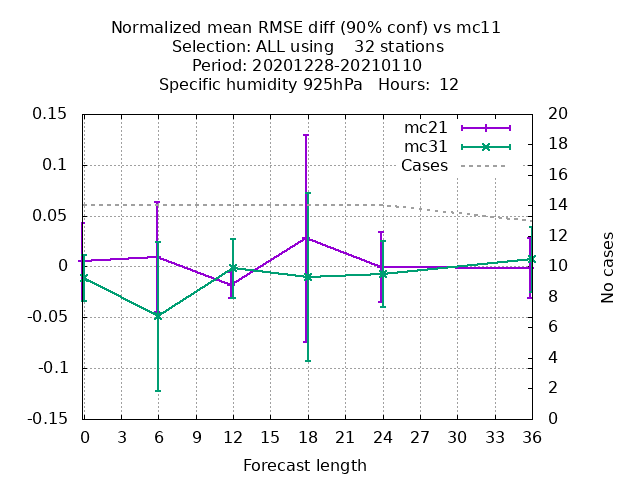 Normalized mean RMSE diff (90% conf) vs mc11
Selection: ALL using    32 stations
Period: 20201228-20210110
Specific humidity 925hPa   Hours:  12
mc21
mc31
Cases
0.15
0.1
0.05
0
-0.05
-0.1
-0.15
20
18
16
14
12
10
8
6
4
2
0
No cases
0 3 6 9 12 15 18 21 24 27 30 33 36
Forecast length